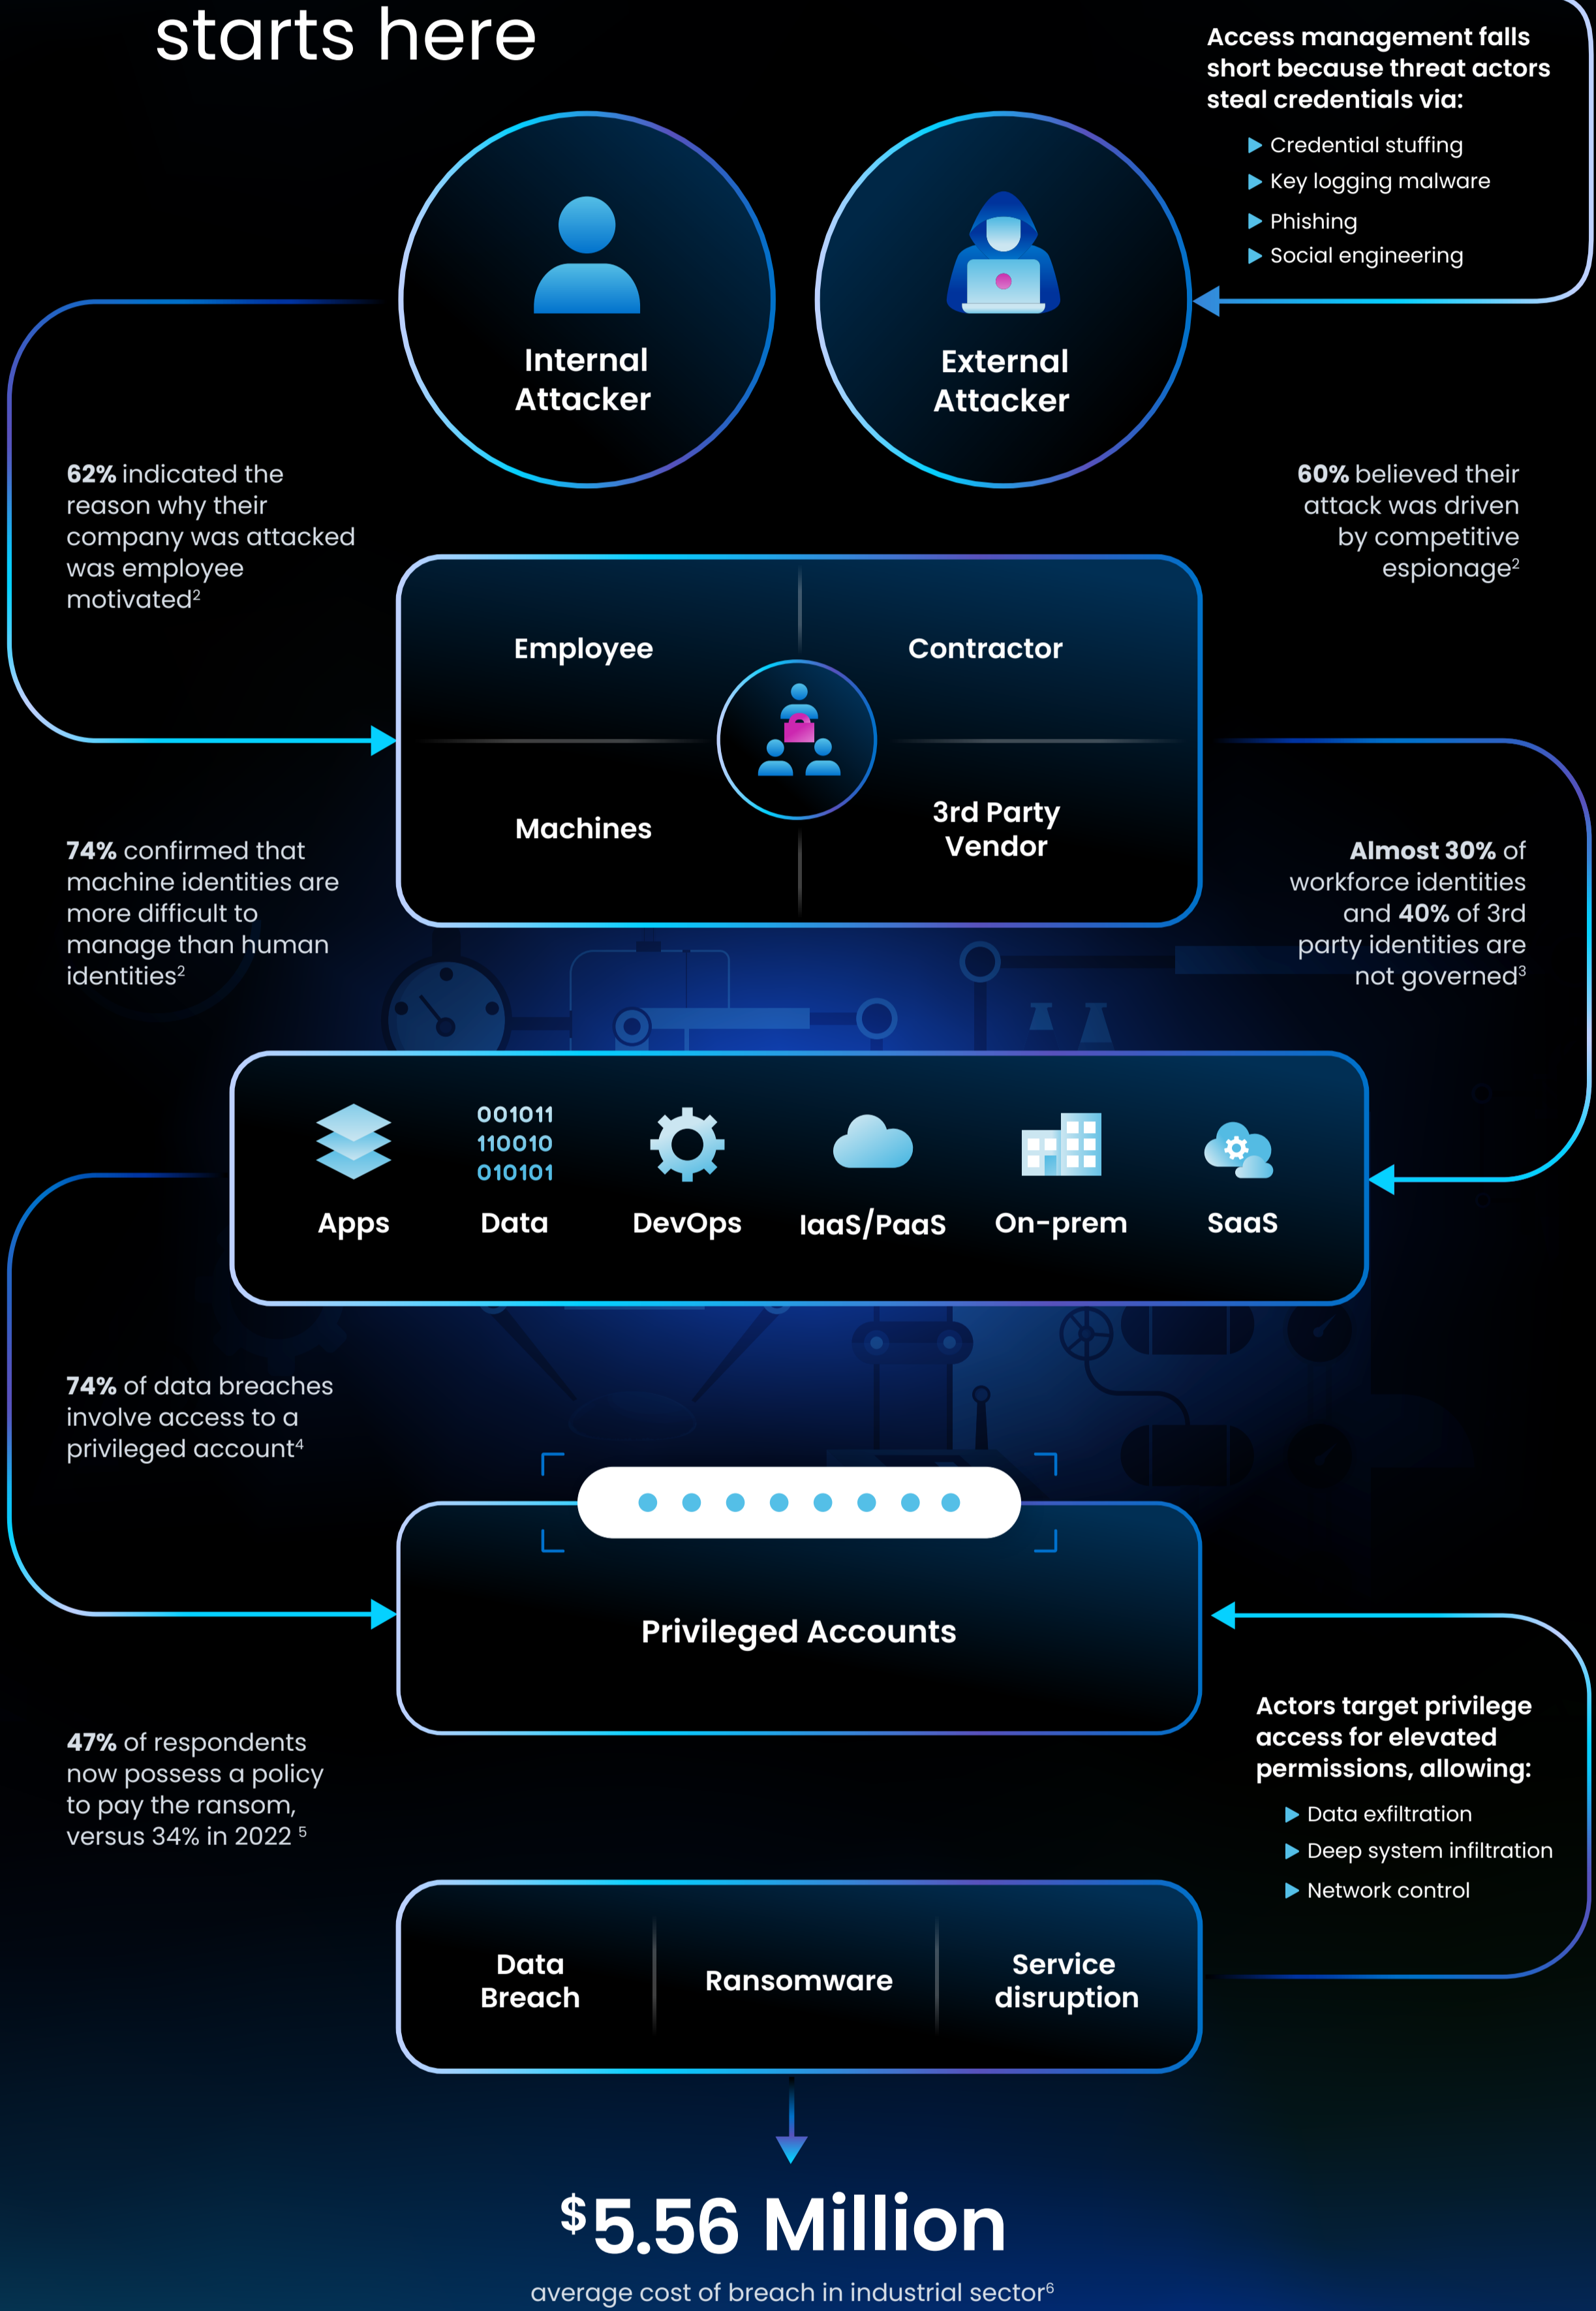 starts here
Access management falls
short because threat actors
steal credentials via:
Credential stuffing
Key logging malware
Phishing
Social engineering
Internal
Attacker
External
Attacker
62% indicated the
reason why their
company was attacked
was employee
motivated²
60% believed their
attack was driven
by competitive
espionage²
Employee
Contractor
Machines
3rd Party
Vendor
74% confirmed that
machine identities are
more difficult to
manage than human
identities²
Almost 30% of
workforce identities
and 40% of 3rd
party identities are
not governed³
001011
110010
010101
Apps
Data
DevOps
IaaS/PaaS
On-prem
SaaS
74% of data breaches
involve access to a
privileged account⁴
Privileged Accounts
47% of respondents
now possess a policy
to pay the ransom,
versus 34% in 2022 ⁵
Actors target privilege
access for elevated
permissions, allowing:
Data exfiltration
Deep system infiltration
Network control
Data
Breach
Ransomware
Service
disruption
$5.56 Million
average cost of breach in industrial sector⁶